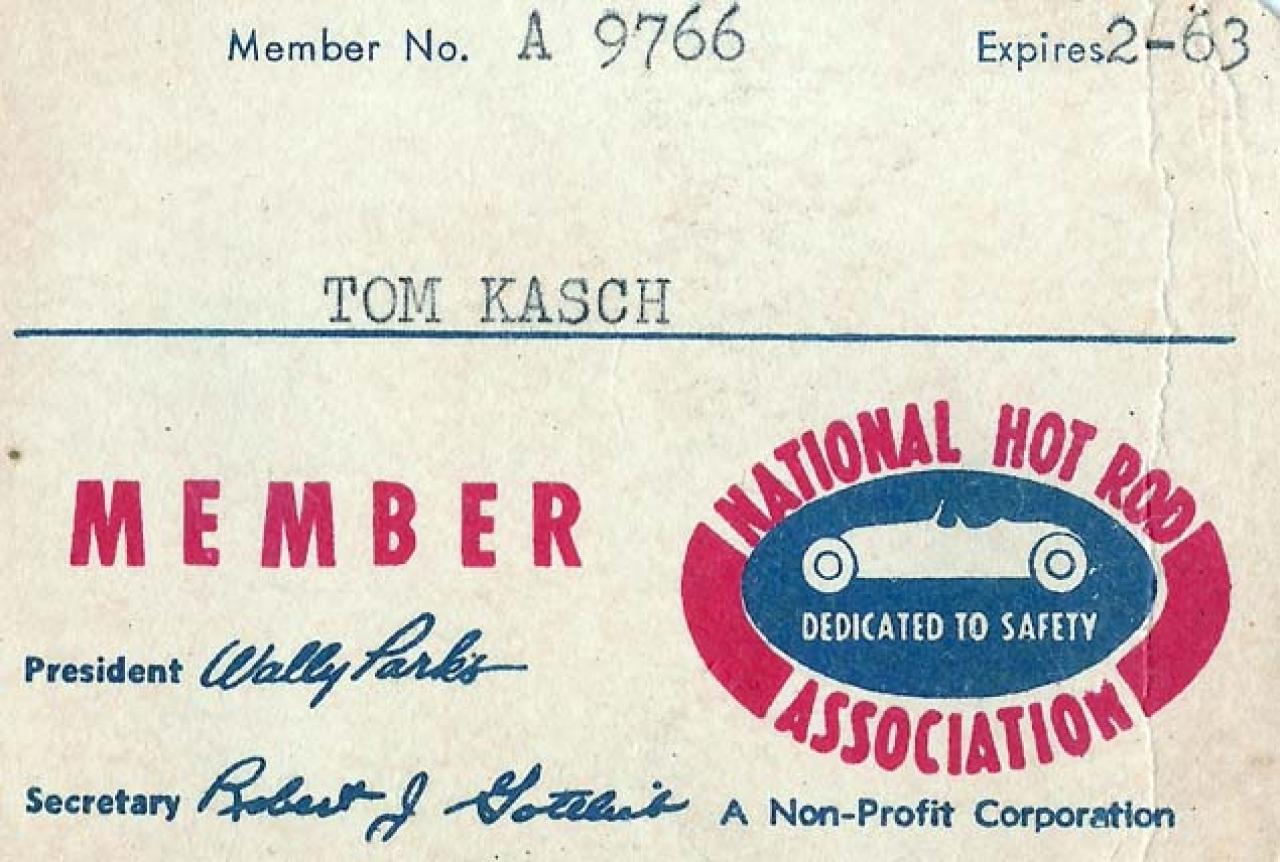 Member No. A 9766 Expires 2-63
TOM KASCH
MEMBER
NATIONAL HOT ROD
DEDICATED TO SAFETY
ASSOCIATION
President Wally Parks
Secretary Robert J Gottlieb
A Non-Profit Corporation